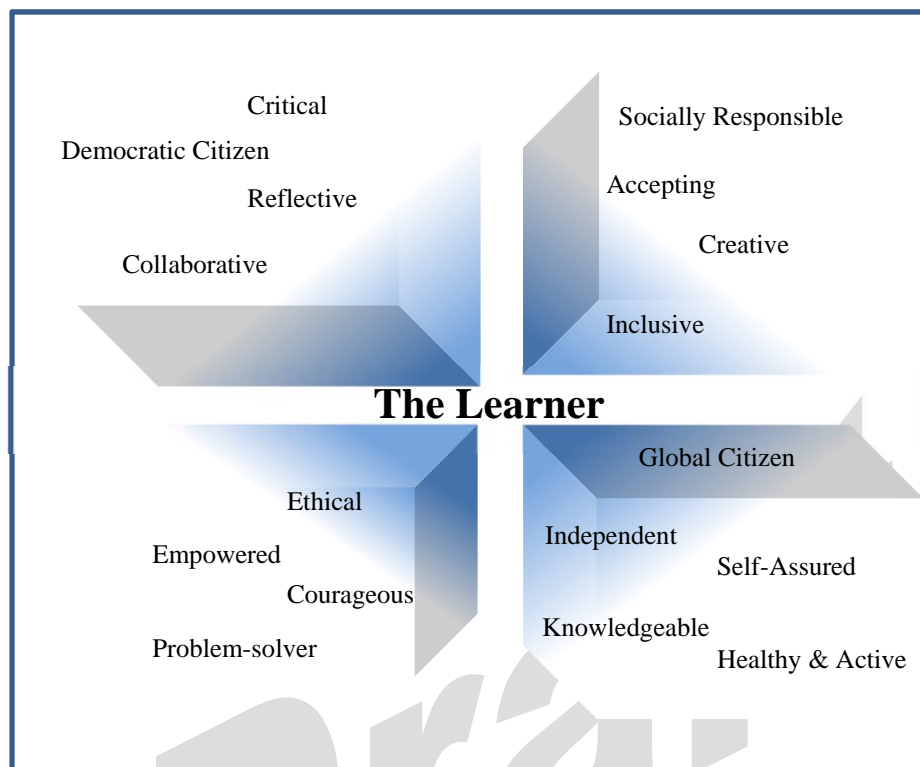 Critical
Socially Responsible
Democratic Citizen
Accepting
Reflective
Creative
Collaborative
Inclusive
The Learner
Global Citizen
Ethical
Independent
Empowered
Self-Assured
Courageous
Knowledgeable
Problem-solver
Healthy & Active